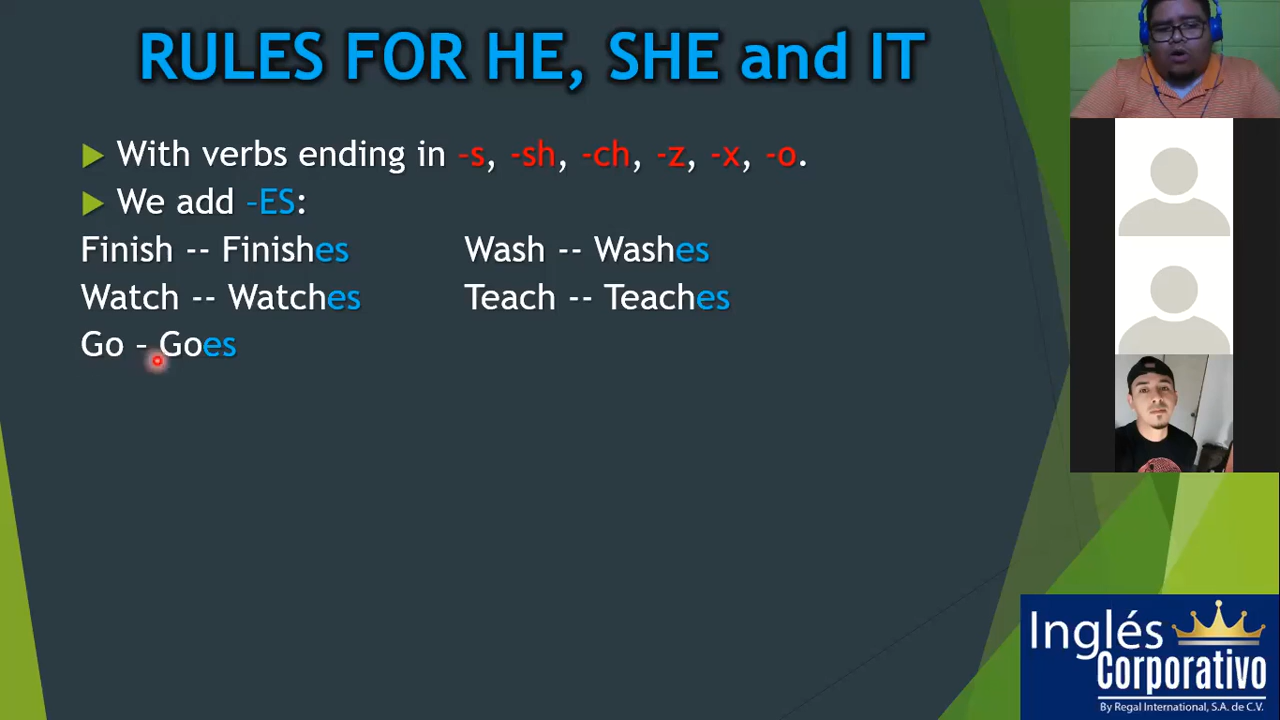 RULES FOR HE, SHE and IT
With verbs ending in -s, -sh, -ch, -z, -x, -o.
We add -ES:
Finish -- Finishes Wash -- Washes
Watch -- Watches Teach -- Teaches
Go – Goes
Inglés
Corporativo
By Regal International, S.A. de C.V.